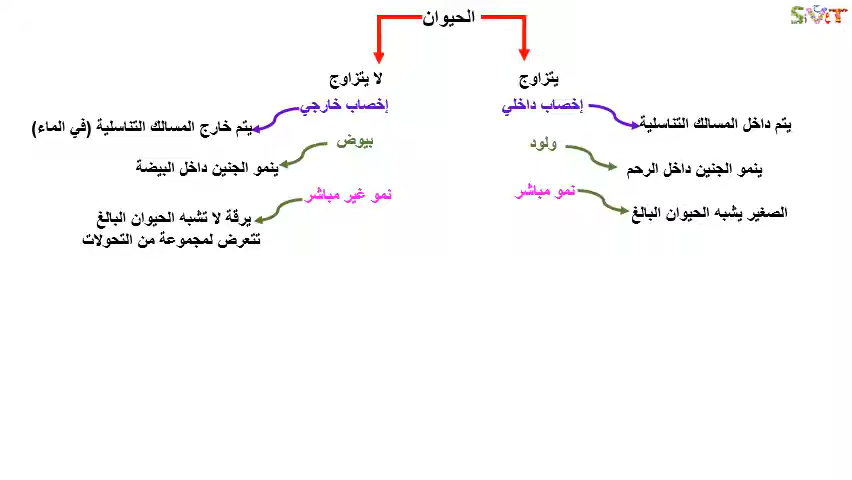 الحيوان
يتزاوج
إخصاب داخلي
يتم داخل المسالك التناسلية
ولود
ينمو الجنين داخل الرحم
نمو مباشر
الصغير يشبه الحيوان البالغ
لا يتزاوج
إخصاب خارجي
يتم خارج المسالك التناسلية (في الماء)
بيوض
ينمو الجنين داخل البيضة
نمو غير مباشر
يرقة لا تشبه الحيوان البالغ
تتعرض لمجموعة من التحولات